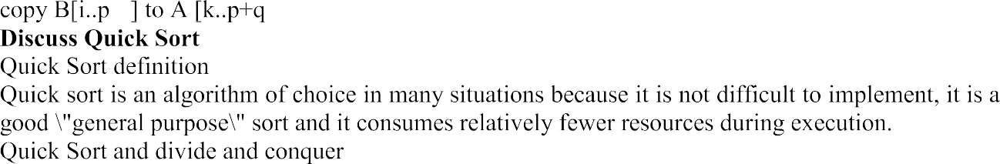 copy B[i..p ] to A [k..p+q
Discuss Quick Sort
Quick Sort definition
Quick sort is an algorithm of choice in many situations because it is not difficult to implement, it is a
good \"general purpose\" sort and it consumes relatively fewer resources during execution.
Quick Sort and divide and conquer